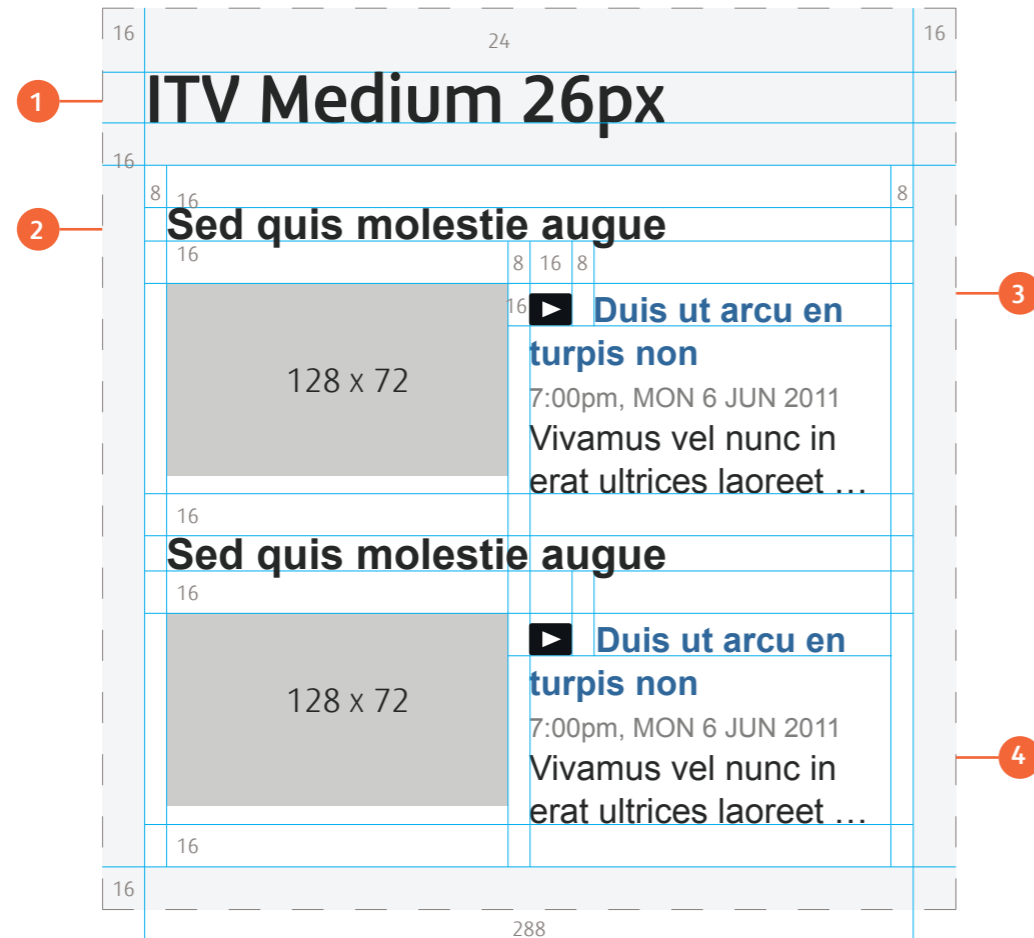 16 24 16
1 ITV Medium 26px
16
8 16 8
2 Sed quis molestie augue
16 8 16 8
3
16 Duis ut arcu en
turpis non
128 x 72
7:00pm, MON 6 JUN 2011
Vivamus vel nunc in
erat ultrices laoreet …
16
Sed quis molestie augue
16
Duis ut arcu en
turpis non
128 x 72
7:00pm, MON 6 JUN 2011
4
Vivamus vel nunc in
erat ultrices laoreet …
16
16
288